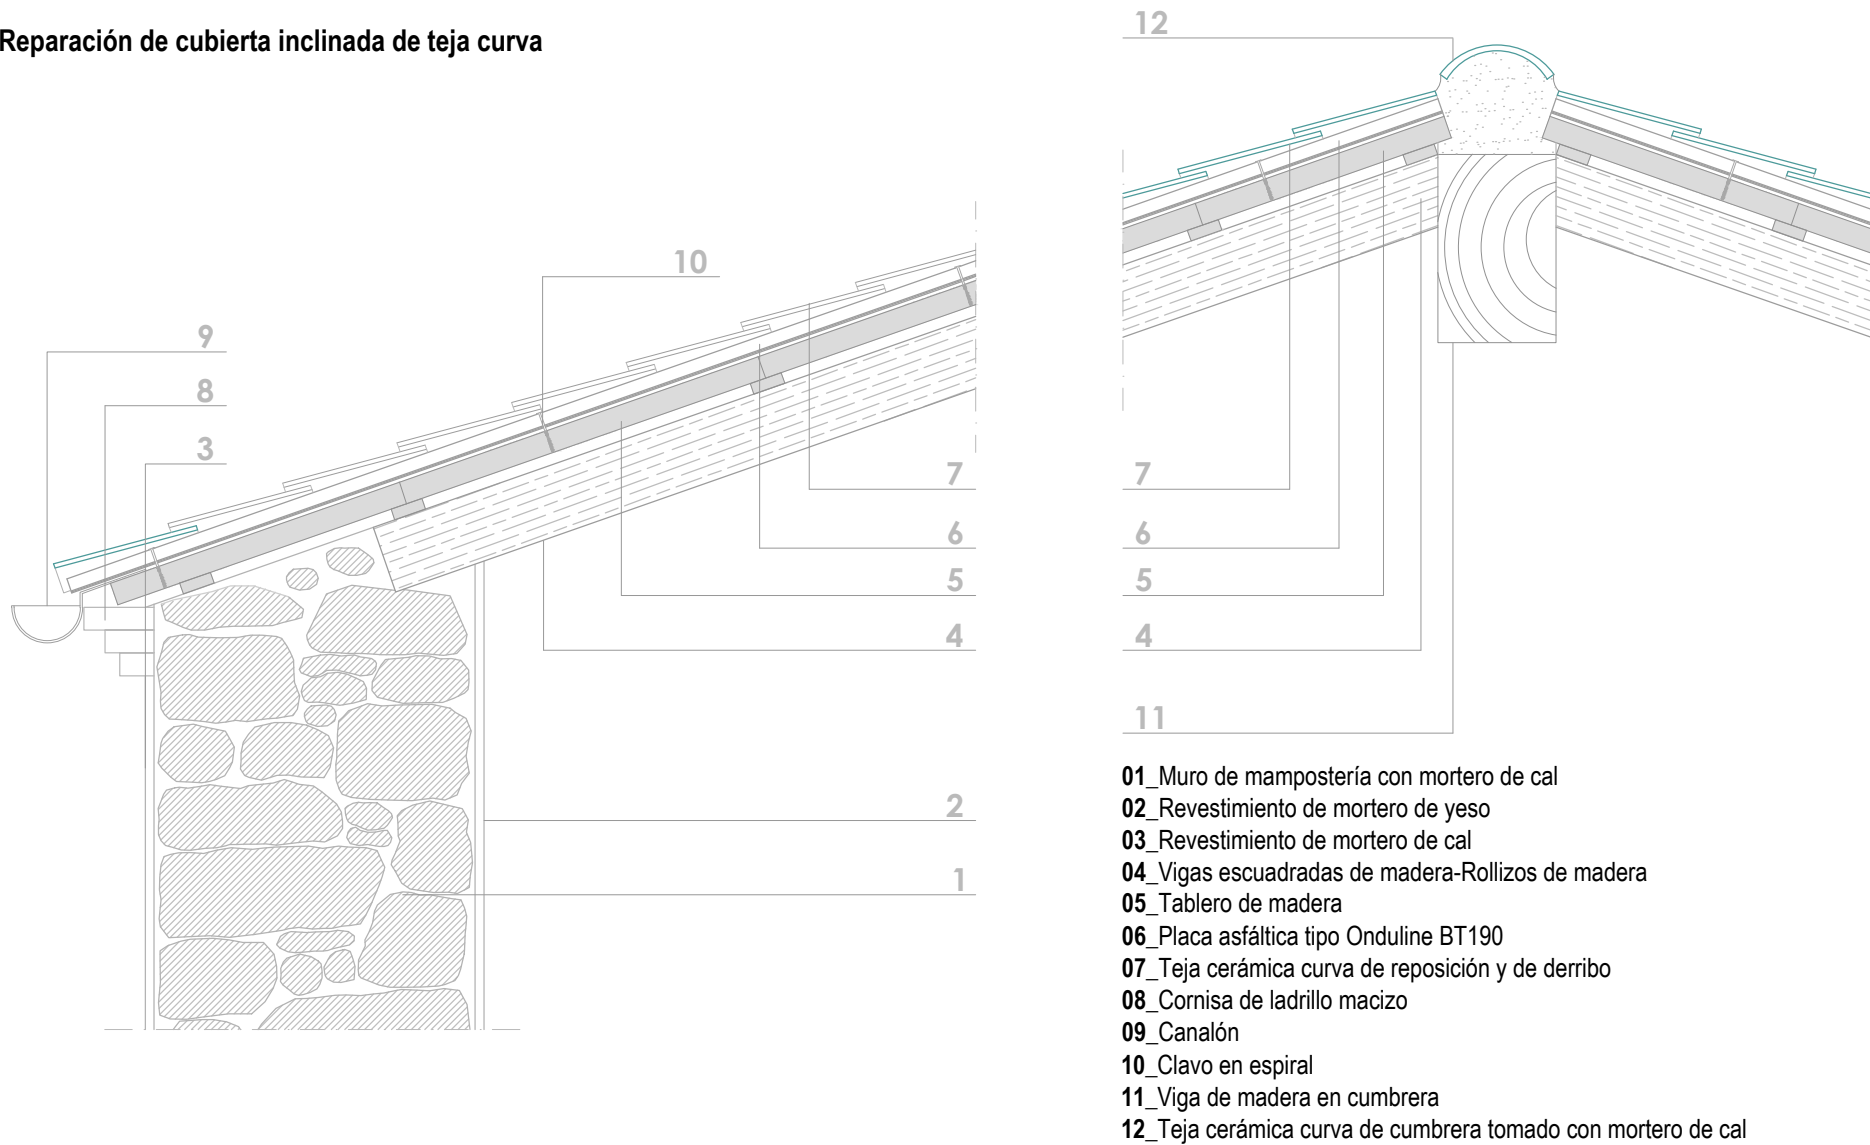 Reparación de cubierta inclinada de teja curva
12
10
9
8
3
7
6
5
4
2
1
7
6
5
4
11
01_Muro de mampostería con mortero de cal
02_Revestimiento de mortero de yeso
03_Revestimiento de mortero de cal
04_Vigas escuadradas de madera-Rollizos de madera
05_Tablero de madera
06_Placa asfáltica tipo Onduline BT190
07_Teja cerámica curva de reposición y de derribo
08_Cornisa de ladrillo macizo
09_Canalón
10_Clavo en espiral
11_Viga de madera en cumbrera
12_Teja cerámica curva de cumbrera tomado con mortero de cal